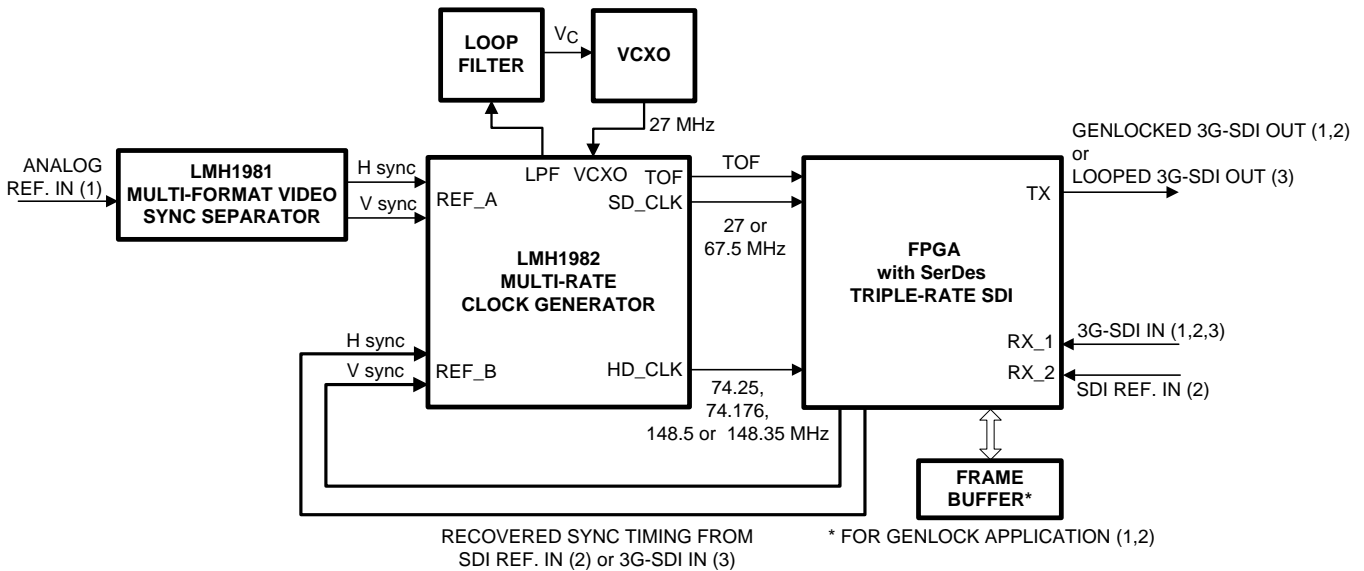 LOOP
FILTER
VC
VCXO
27 MHz
ANALOG
REF. IN (1)
LMH1981
MULTI-FORMAT VIDEO
SYNC SEPARATOR
H sync
V sync
LPF VCXO
REF_A
TOF
SD_CLK
LMH1982
MULTI-RATE
CLOCK GENERATOR
H sync
V sync
REF_B
HD_CLK
TOF
27 or
67.5 MHz
74.25,
74.176,
148.5 or 148.35 MHz
FPGA
with SerDes
TRIPLE-RATE SDI
TX
RX_1
RX_2
GENLOCKED 3G-SDI OUT (1,2)
or
LOOPED 3G-SDI OUT (3)
3G-SDI IN (1,2,3)
SDI REF. IN (2)
FRAME
BUFFER*
RECOVERED SYNC TIMING FROM
SDI REF. IN (2) or 3G-SDI IN (3)
* FOR GENLOCK APPLICATION (1,2)